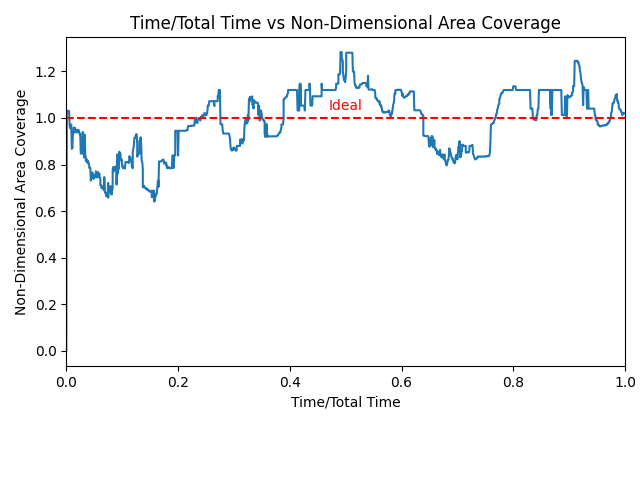 Time/Total Time vs Non-Dimensional Area Coverage
Non-Dimensional Area Coverage
1.2
1.0
0.8
0.6
0.4
0.2
0.0
Ideal
0.0 0.2 0.4 0.6 0.8 1.0
Time/Total Time